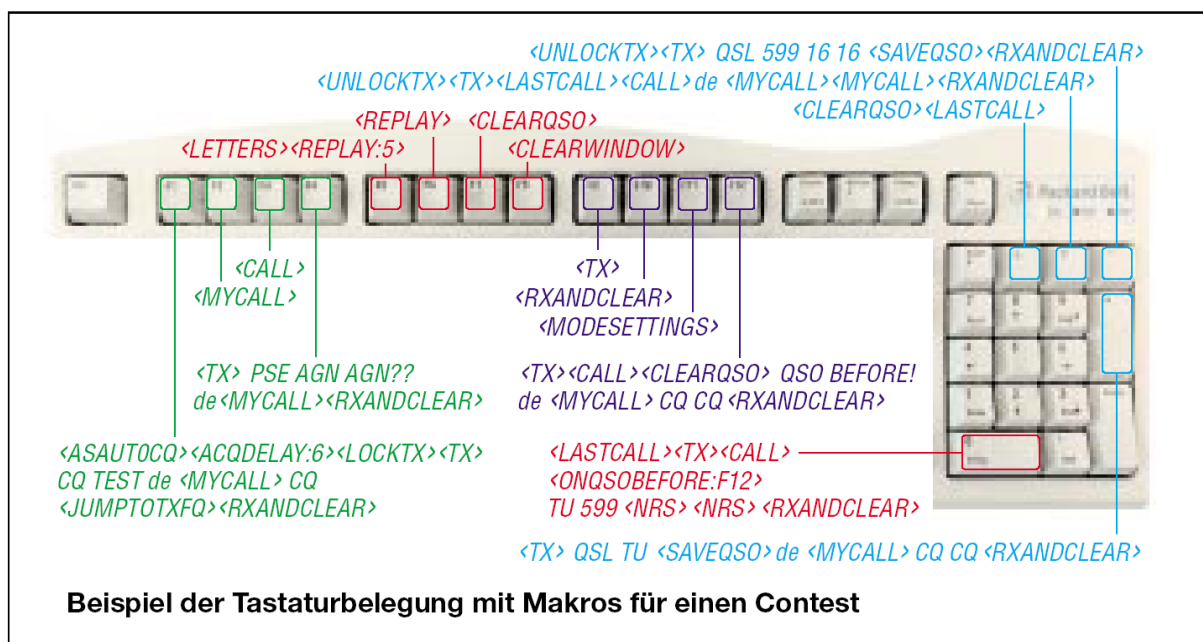 <UNLOCKTX><TX> QSL 599 16 16 <SAVEQSO><RXANDCLEAR>
<UNLOCKTX><TX><LASTCALL><CALL> de <MYCALL><MYCALL><RXANDCLEAR>
<CLEARQSO><LASTCALL>
<REPLAY> <CLEARQSO>
<LETTERS><REPLAY:5> <CLEARWINDOW>
Packard Bell
<CALL>
<MYCALL>
<TX>
<RXANDCLEAR>
<MODESETTINGS>
<TX> PSE AGN AGN??
de<MYCALL><RXANDCLEAR>
<TX><CALL><CLEARQSO> QSO BEFORE!
de <MYCALL> CQ CQ <RXANDCLEAR>
<ASAUTOCQ><ACQDELAY:6><LOCKTX><TX>
CQ TEST de <MYCALL> CQ
<JUMPTOTXFQ><RXANDCLEAR>
<LASTCALL><TX><CALL>
<ONQSOBEFORE:F12>
TU 599 <NRS> <NRS> <RXANDCLEAR>
<TX> QSL TU <SAVEQSO> de <MYCALL> CQ CQ <RXANDCLEAR>
Beispiel der Tastaturbelegung mit Makros für einen Contest